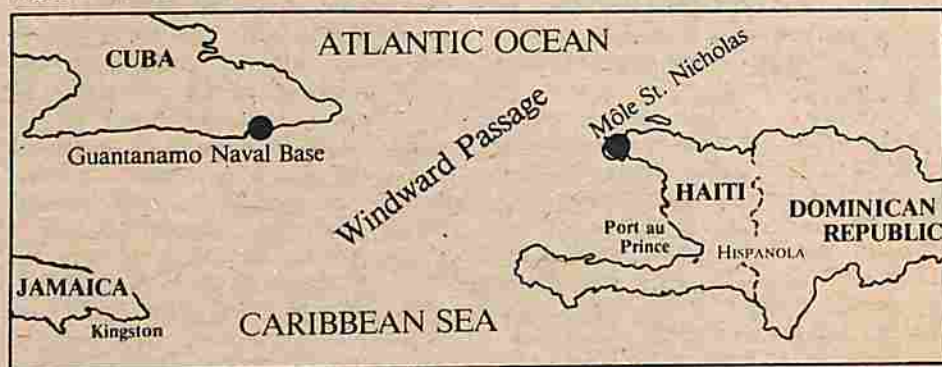 ATLANTIC OCEAN
CUBA
Môle St. Nicholas
Guantanamo Naval Base
Windward Passage
HAITI
DOMINICAN
REPUBLIC
Port au
Prince
HISPANOLA
JAMAICA
Kingston
CARIBBEAN SEA